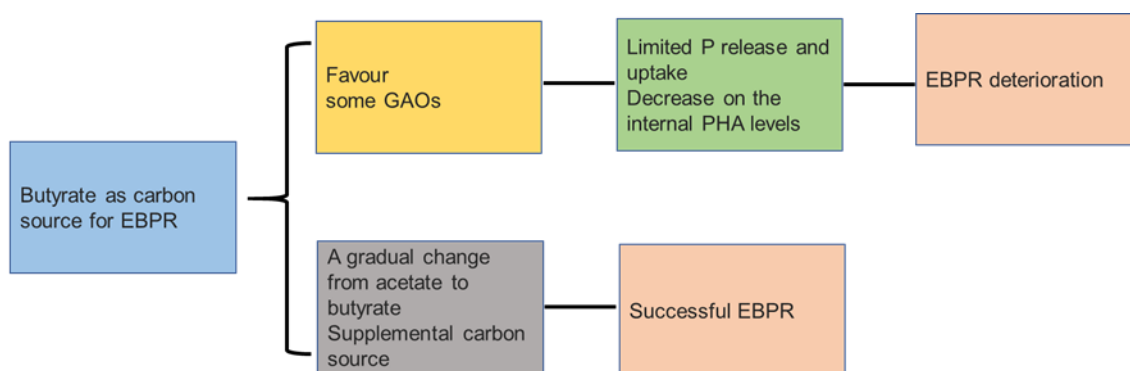 Butyrate as carbon
source for EBPR
Favour
some GAOs
Limited P release and
uptake
Decrease on the
internal PHA levels
EBPR deterioration
A gradual change
from acetate to
butyrate
Supplemental carbon
source
Successful EBPR